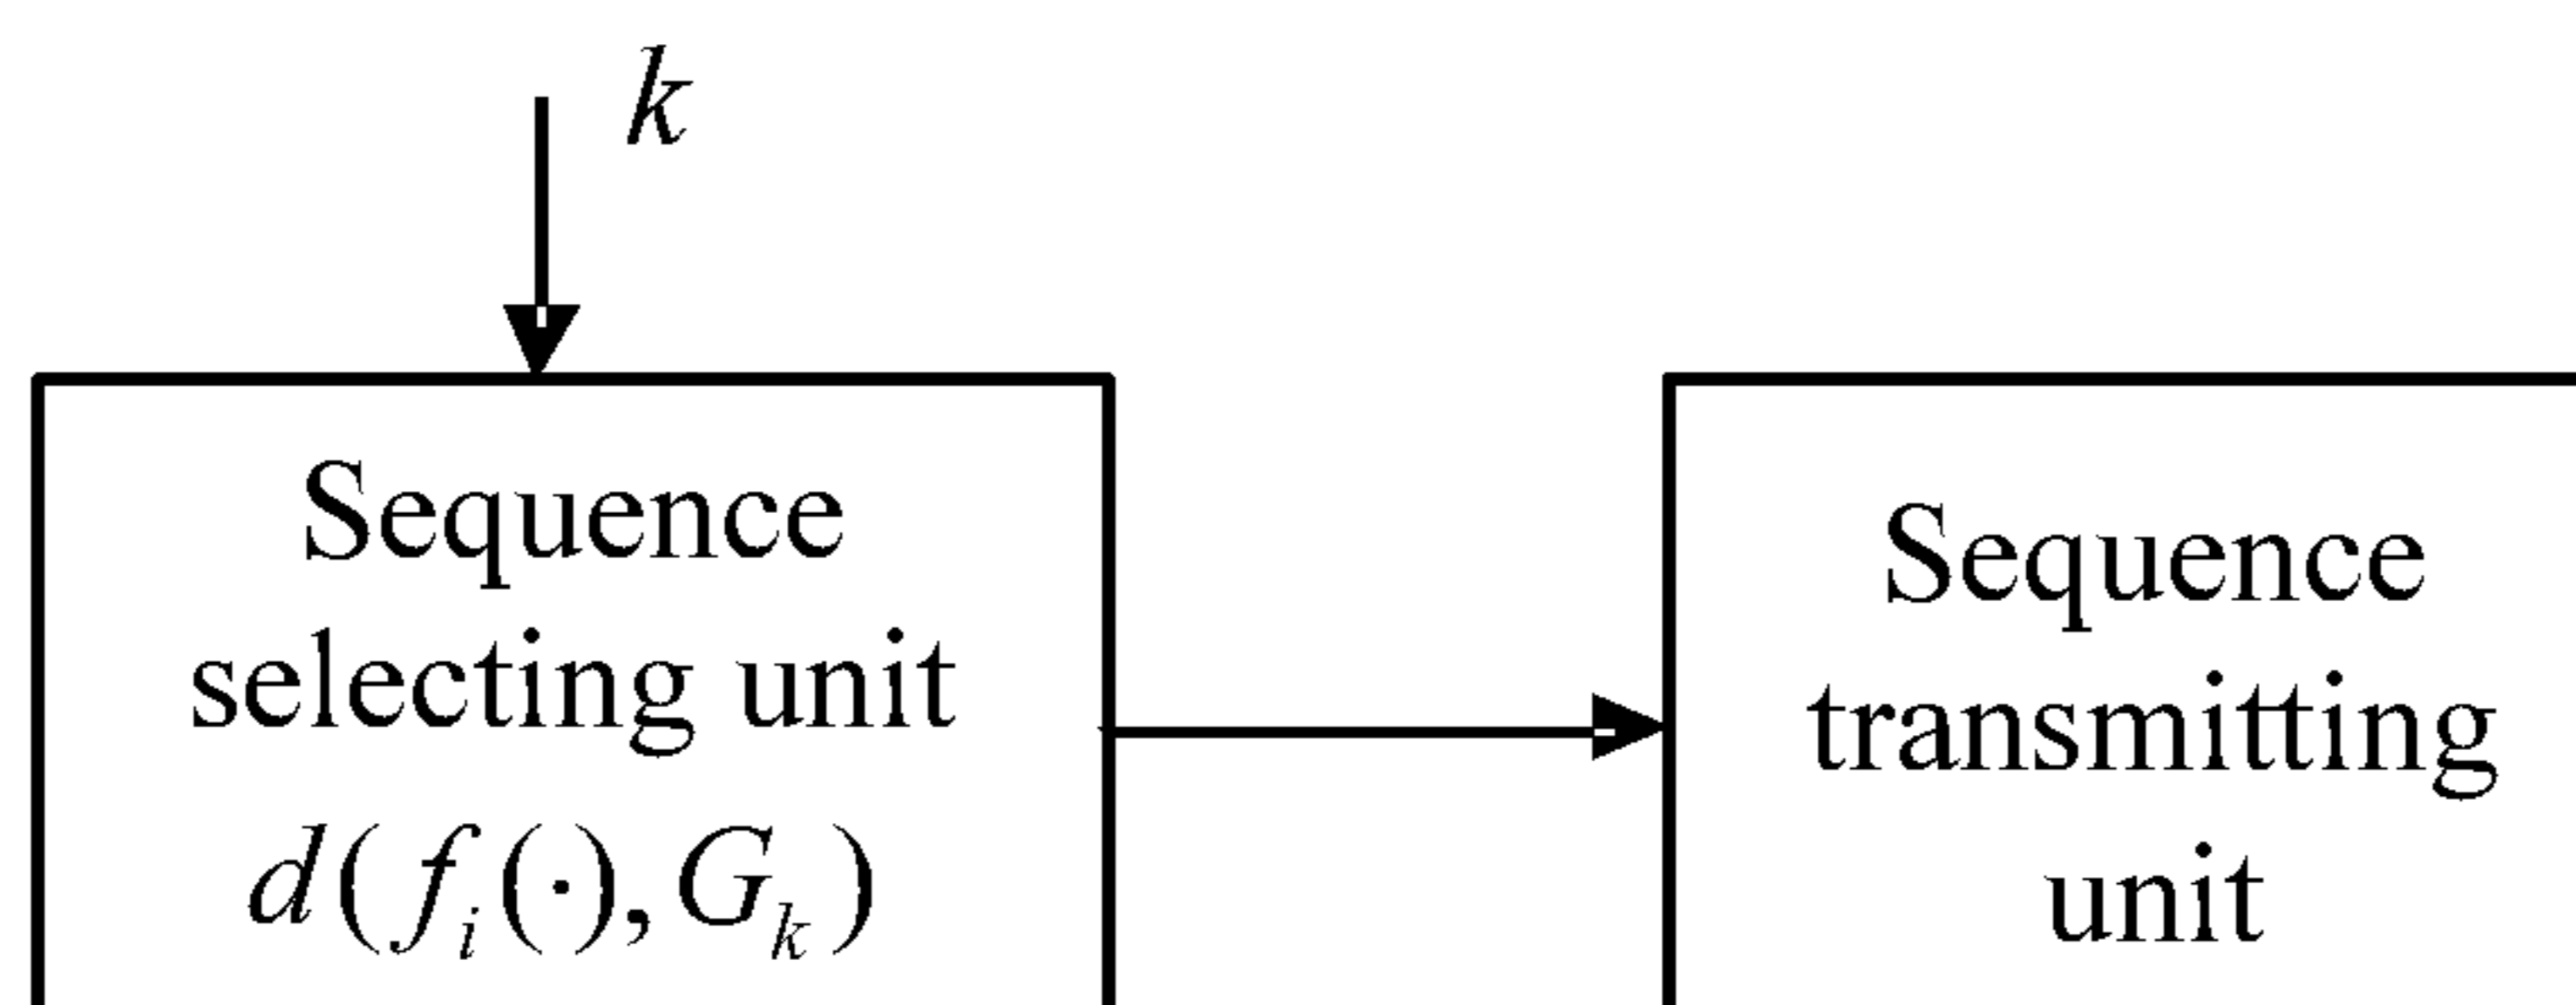 k
Sequence
selecting unit
d(f_i(·), G_k)
Sequence
transmitting
unit